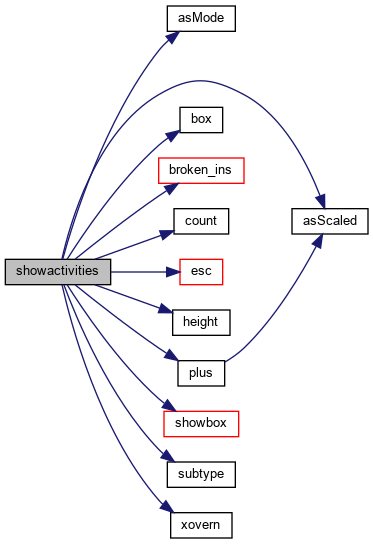 asMode
box
broken_ins
count
asScaled
showactivities
esc
height
plus
showbox
subtype
xovern